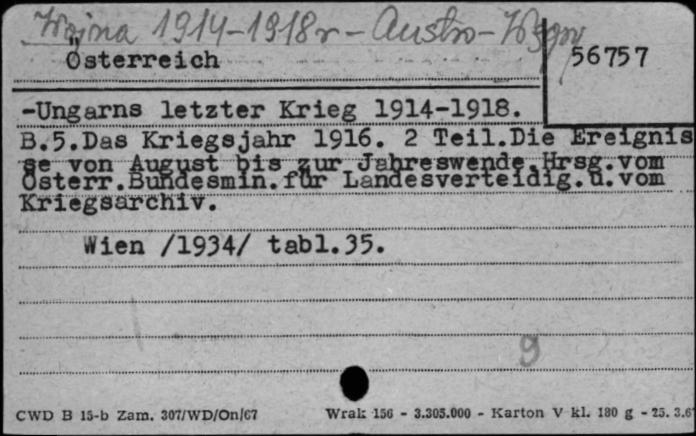 Wojna 1914-1918r - Austro-Węgry
Österreich
56757
-Ungarns letzter Krieg 1914-1918.
B.5.Das Kriegsjahr 1916. 2 Teil.Die Ereignis
se von August bis zur Jahreswende.Hrsg.vom
Österr.Bundesmin.für Landesverteidig.u.vom
Kriegsarchiv.
Wien /1934/ tabl.35.
9
CWD B 15-b Zam. 307/WD/On/67 Wrak 156 - 3.305.000 - Karton V kl. 180 g - 25. 3.6